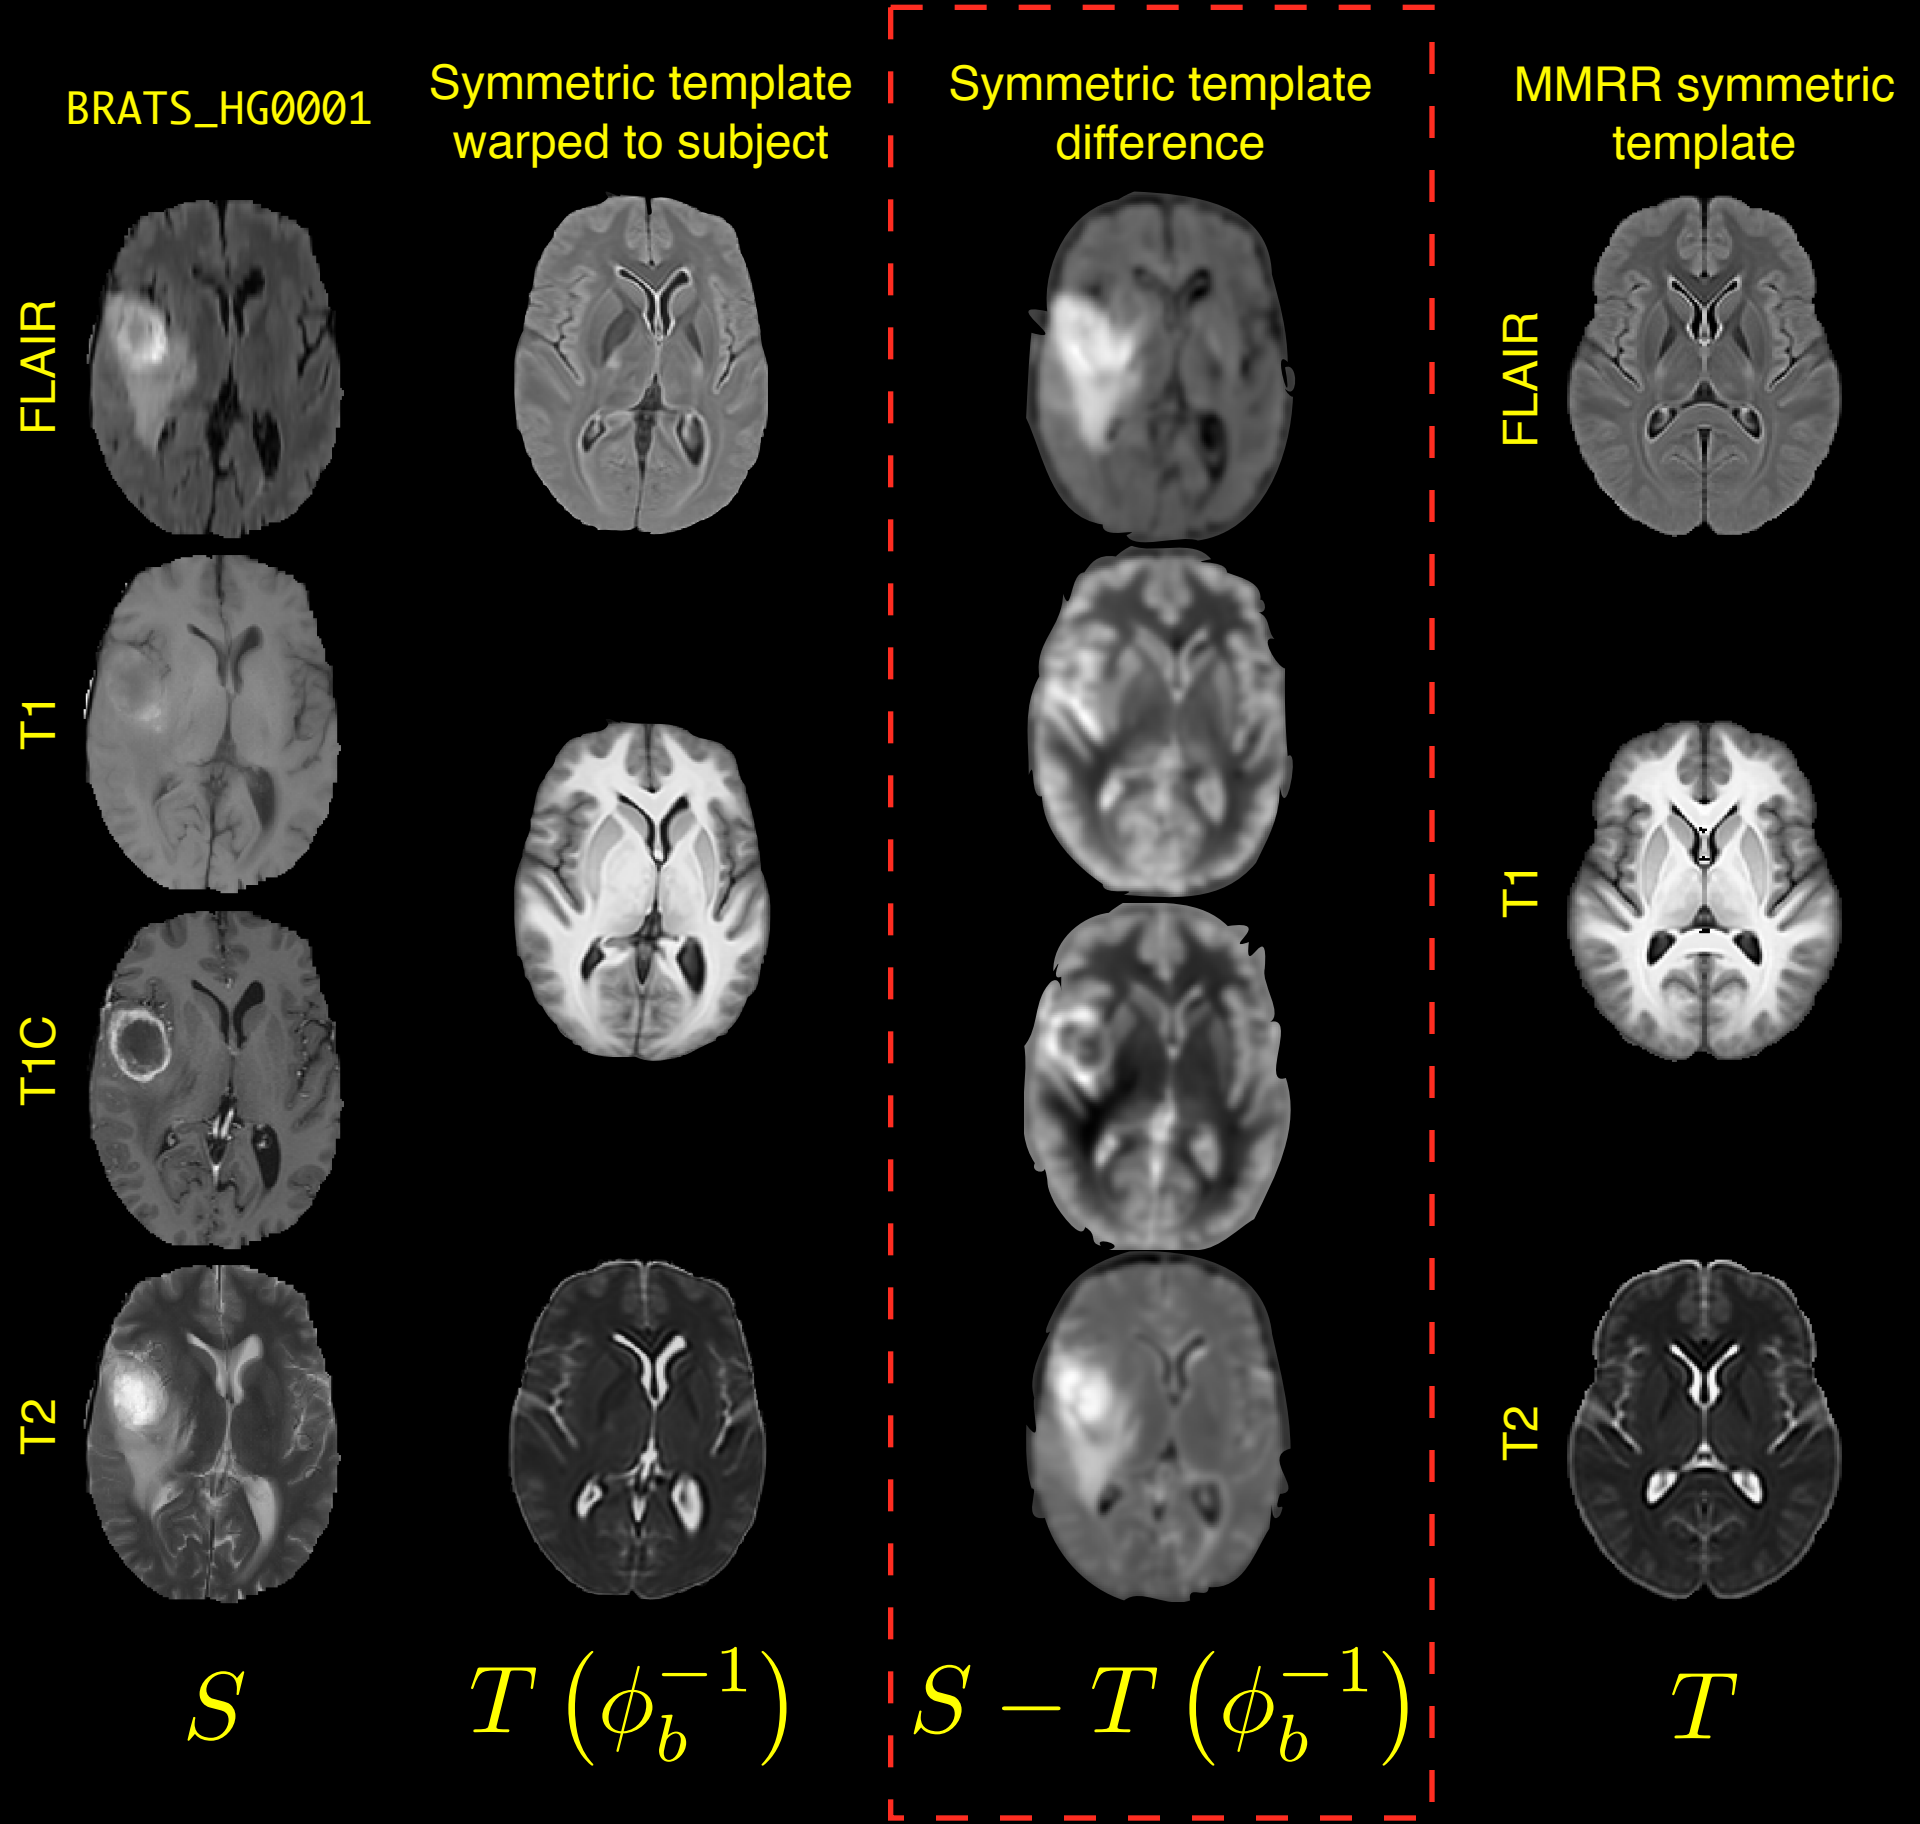 BRATS_HG0001
Symmetric template
warped to subject
Symmetric template
difference
MMRR symmetric
template
FLAIR
T1
T1C
T2
FLAIR
T1
T2
S
T(ϕ_b^{-1})
S − T(ϕ_b^{-1})
T